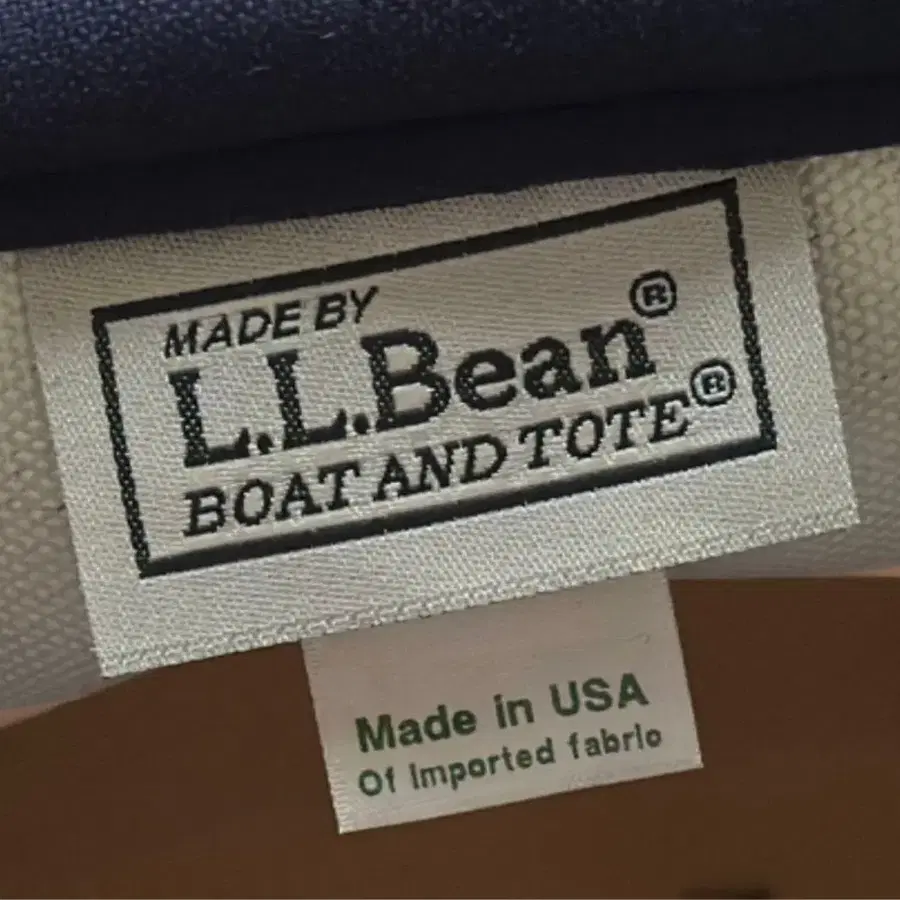 MADE BY
L.L.Bean®
BOAT AND TOTE®
Made in USA
Of Imported fabric